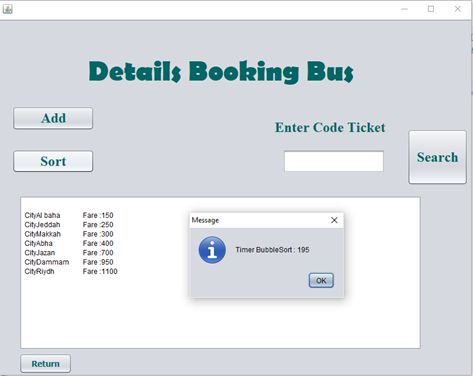 Details Booking Bus
Add
Enter Code Ticket
Sort
Search
CityAl baha Fare :150
CityJeddah Fare :250
CityMakkah Fare :300
CityAbha Fare :400
CityJazan Fare :700
CityDammam Fare :950
CityRiydh Fare :1100
Message
Timer BubbleSort : 195
OK
Return